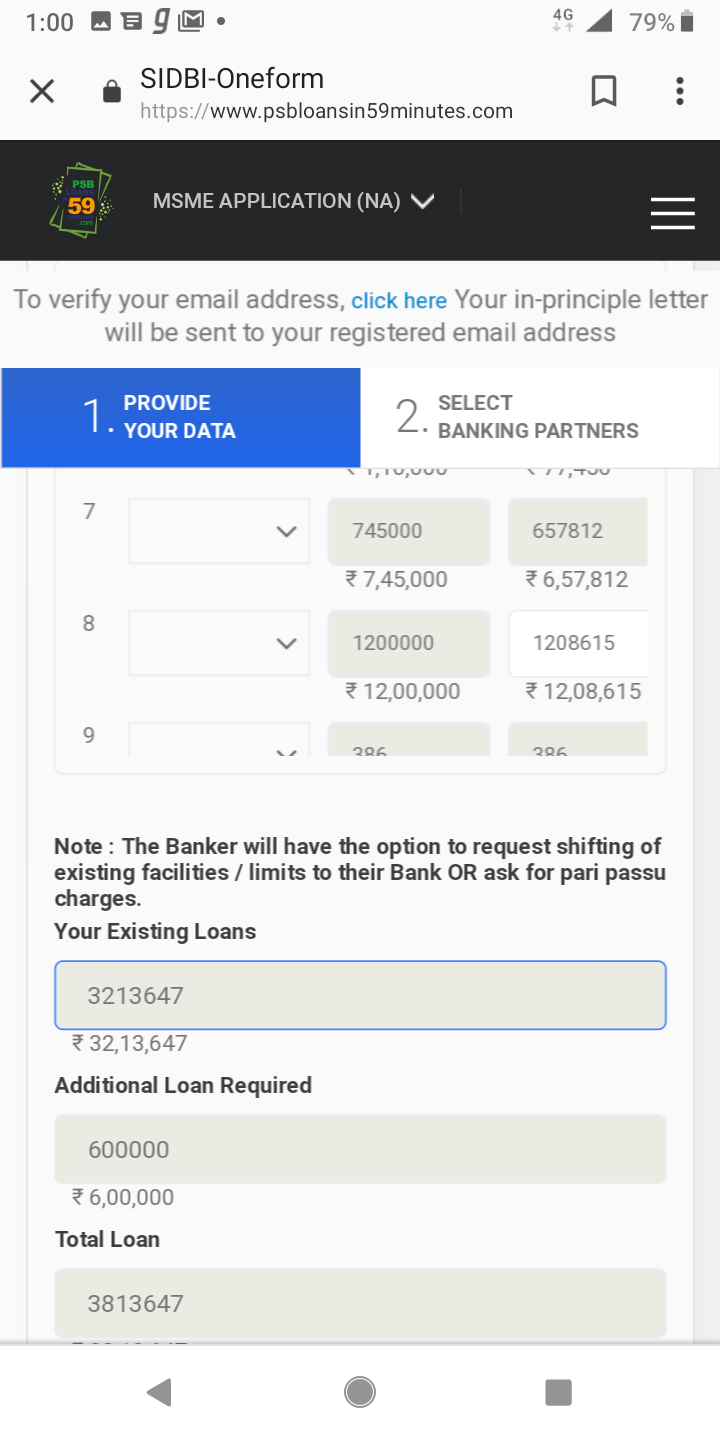 1:00 g 4G 79%
SIDBI-Oneform
https://www.psbloansin59minutes.com
PSB
LOANS
59
.com
MSME APPLICATION (NA)
To verify your email address, click here Your in-principle letter
will be sent to your registered email address
1. PROVIDE
YOUR DATA
2. SELECT
BANKING PARTNERS
7 745000 657812
₹ 7,45,000 ₹ 6,57,812
8 1200000 1208615
₹ 12,00,000 ₹ 12,08,615
9 386 386
Note : The Banker will have the option to request shifting of
existing facilities / limits to their Bank OR ask for pari passu
charges.
Your Existing Loans
3213647
₹ 32,13,647
Additional Loan Required
600000
₹ 6,00,000
Total Loan
3813647